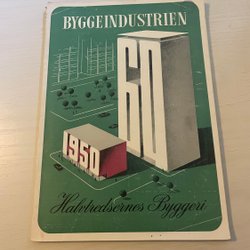 BYGGEINDUSTRIEN
60
1950
Halvtredsernes Byggeri